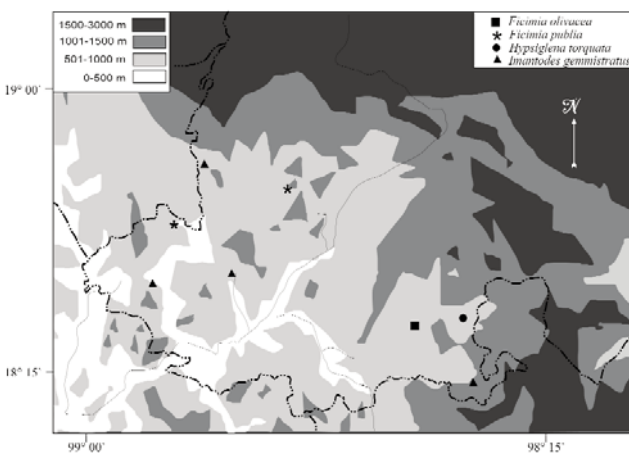 1500-3000 m
1001-1500 m
501-1000 m
0-500 m
Ficimia olivacea
Ficimia publia
Hypsiglena torquata
Imantodes gemmistratus
19° 00'
N
18° 15'
99° 00'
98° 15'